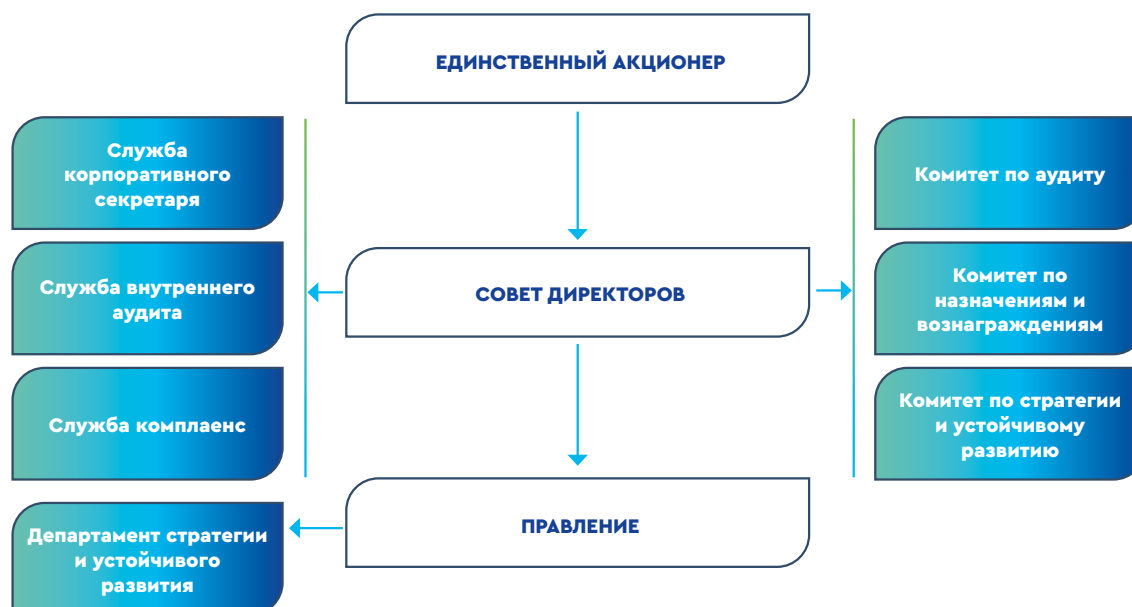 ЕДИНСТВЕННЫЙ АКЦИОНЕР
Служба
корпоративного
секретаря
Комитет по аудиту
Служба внутреннего
аудита
СОВЕТ ДИРЕКТОРОВ
Комитет по
назначениям и
вознаграждениям
Служба комплаенс
Комитет по стратегии
и устойчивому
развитию
ПРАВЛЕНИЕ
Департамент стратегии
и устойчивого
развития